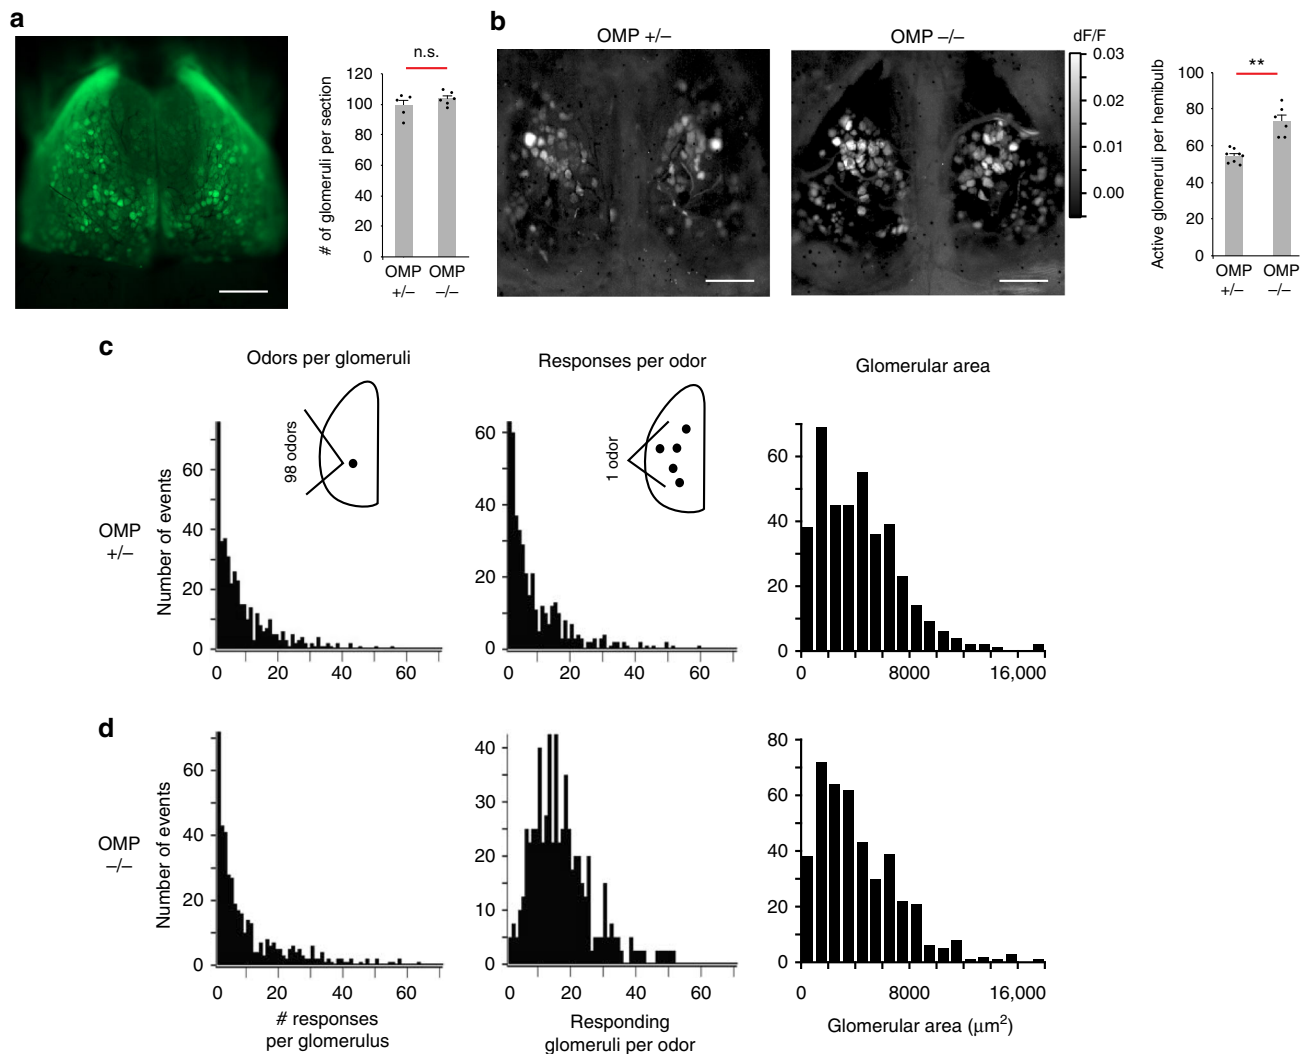 a
n.s.
# of glomeruli per section
120
100
80
60
40
20
0
OMP
+/–
OMP
–/–
b
OMP +/–
OMP –/–
dF/F
0.03
0.02
0.01
0.00
**
Active glomeruli per hemibulb
100
80
60
40
20
0
OMP
+/–
OMP
–/–
c
Odors per glomeruli
Responses per odor
Glomerular area
98 odors
1 odor
OMP
+/–
Number of events
60
40
20
0
0 20 40 60
60
40
20
0
0 20 40 60
80
60
40
20
0
0 8000 16,000
d
OMP
–/–
Number of events
60
40
20
0
0 20 40 60
# responses
per glomerulus
40
30
20
10
0
0 20 40 60
Responding
glomeruli per odor
80
60
40
20
0
0 8000 16,000
Glomerular area (μm²)